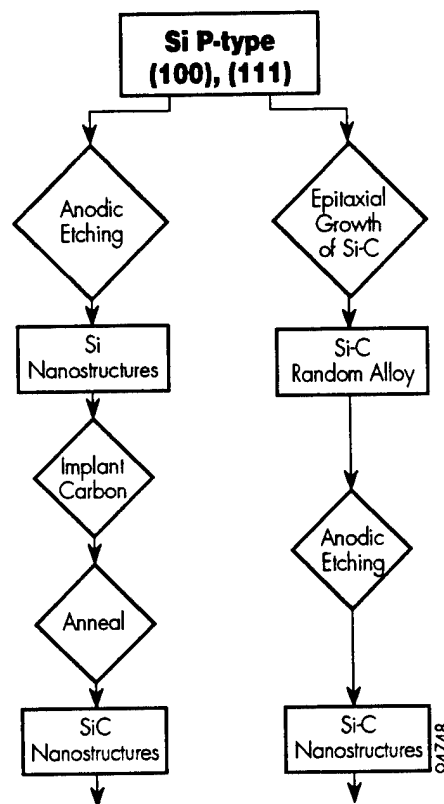 Si P-type
(100), (111)
Anodic
Etching
Si
Nanostructures
Implant
Carbon
Anneal
SiC
Nanostructures
Epitaxial
Growth
of Si-C
Si-C
Random Alloy
Anodic
Etching
Si-C
Nanostructures
94748